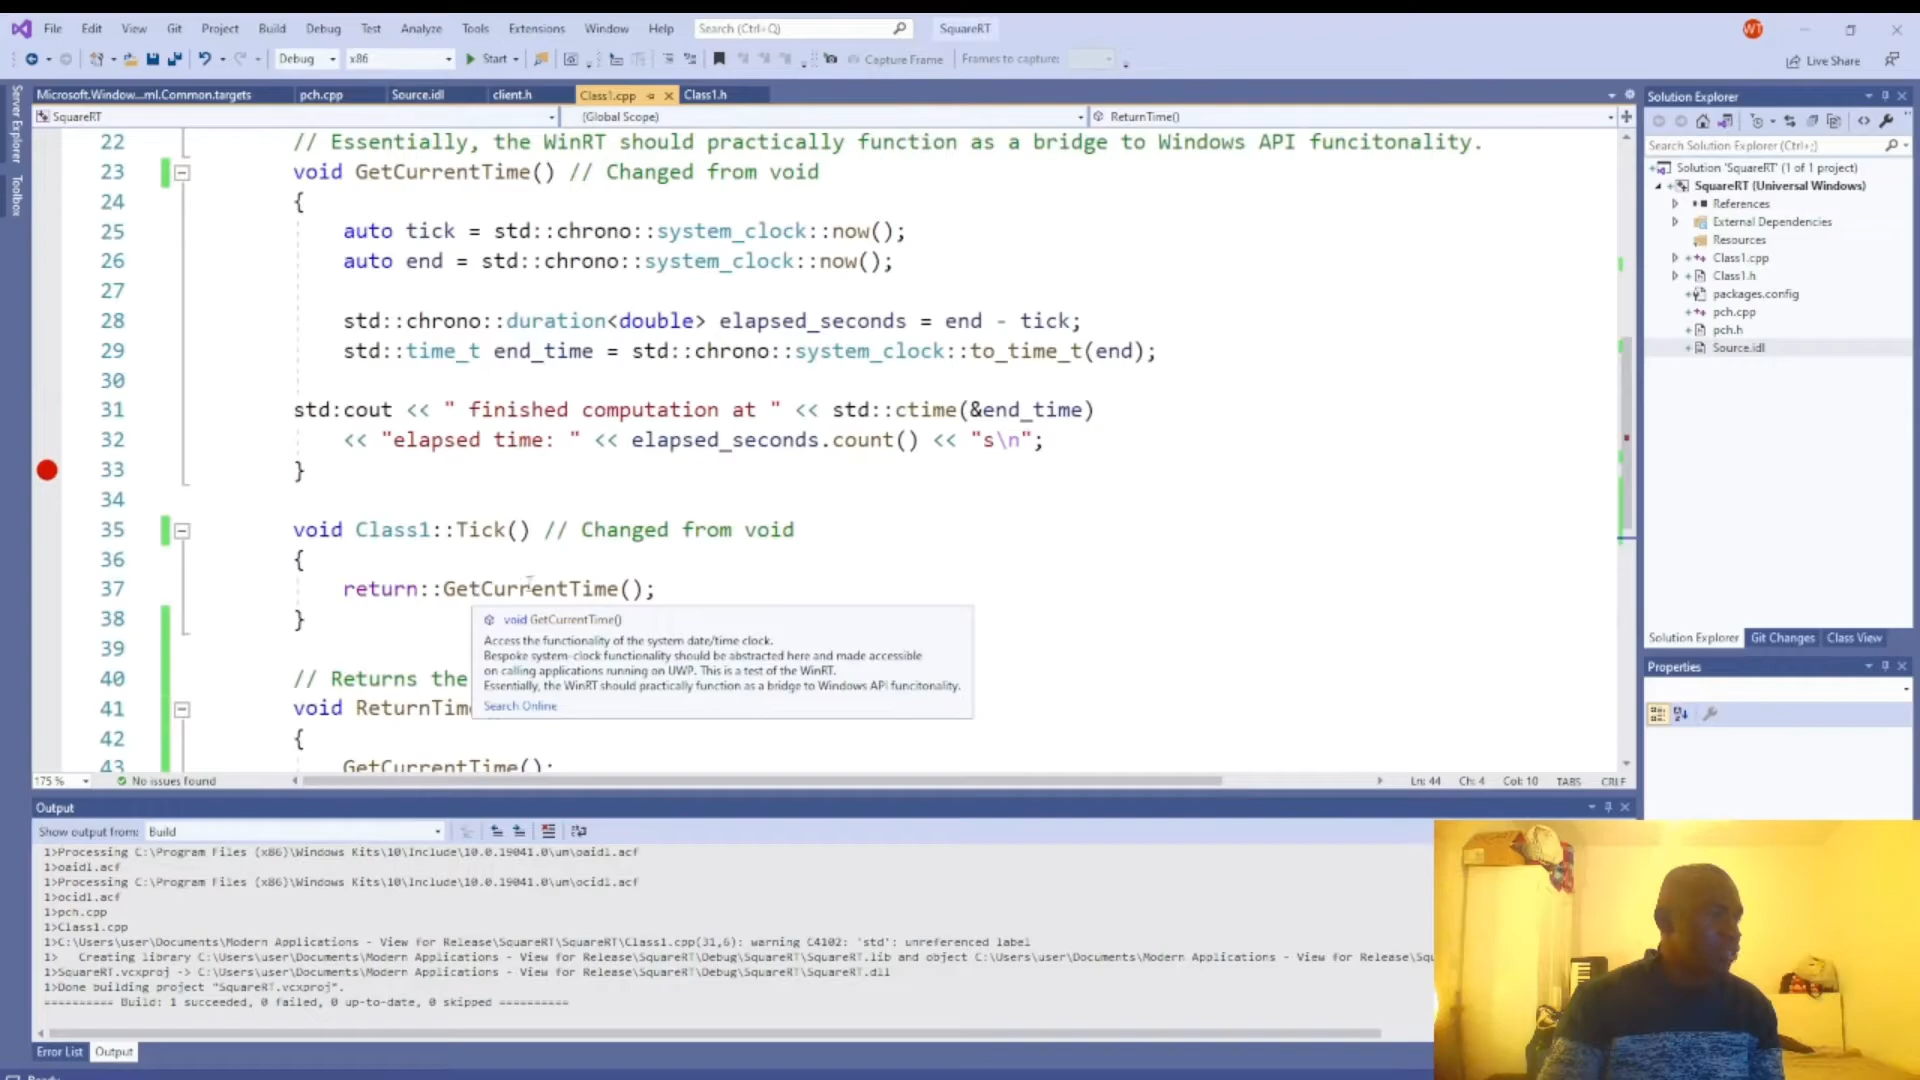 File Edit View Git Project Build Debug Test Analyze Tools Extensions Window Help Search (Ctrl+Q) SquareRT WT
Debug x86 Start Capture Frame Frames to capture: Live Share
Server Explorer
Toolbox
Microsoft.Window...ml.Common.targets pch.cpp Source.idl client.h Class1.cpp Class1.h
SquareRT (Global Scope) ReturnTime()
22 // Essentially, the WinRT should practically function as a bridge to Windows API funcitonality.
23 void GetCurrentTime() // Changed from void
24 {
25 auto tick = std::chrono::system_clock::now();
26 auto end = std::chrono::system_clock::now();
27
28 std::chrono::duration<double> elapsed_seconds = end - tick;
29 std::time_t end_time = std::chrono::system_clock::to_time_t(end);
30
31 std:cout << " finished computation at " << std::ctime(&end_time)
32 << "elapsed time: " << elapsed_seconds.count() << "s\n";
33 }
34
35 void Class1::Tick() // Changed from void
36 {
37 return::GetCurrentTime();
38 }
39
40 // Returns the
41 void ReturnTime
42 {
43 GetCurrentTime();
void GetCurrentTime()
Access the functionality of the system date/time clock.
Bespoke system-clock functionality should be abstracted here and made accessible
on calling applications running on UWP. This is a test of the WinRT.
Essentially, the WinRT should practically function as a bridge to Windows API funcitonality.
Search Online
175 % No issues found Ln: 44 Ch: 4 Col: 10 TABS CRLF
Output
Show output from: Build
1>Processing C:\Program Files (x86)\Windows Kits\10\Include\10.0.19041.0\um\oaidl.acf
1>oaidl.acf
1>Processing C:\Program Files (x86)\Windows Kits\10\Include\10.0.19041.0\um\ocidl.acf
1>ocidl.acf
1>pch.cpp
1>Class1.cpp
1>C:\Users\user\Documents\Modern Applications - View for Release\SquareRT\SquareRT\Class1.cpp(31,6): warning C4102: 'std': unreferenced label
1> Creating library C:\Users\user\Documents\Modern Applications - View for Release\SquareRT\Debug\SquareRT\SquareRT.lib and object C:\Users\user\Documents\Modern Applications - View for Release\Squ
1>SquareRT.vcxproj -> C:\Users\user\Documents\Modern Applications - View for Release\SquareRT\Debug\SquareRT\SquareRT.dll
1>Done building project "SquareRT.vcxproj".
========== Build: 1 succeeded, 0 failed, 0 up-to-date, 0 skipped ==========
Error List Output
Ready
Solution Explorer
Search Solution Explorer (Ctrl+;)
Solution 'SquareRT' (1 of 1 project)
SquareRT (Universal Windows)
References
External Dependencies
Resources
Class1.cpp
Class1.h
packages.config
pch.cpp
pch.h
Source.idl
Solution Explorer Git Changes Class View
Properties